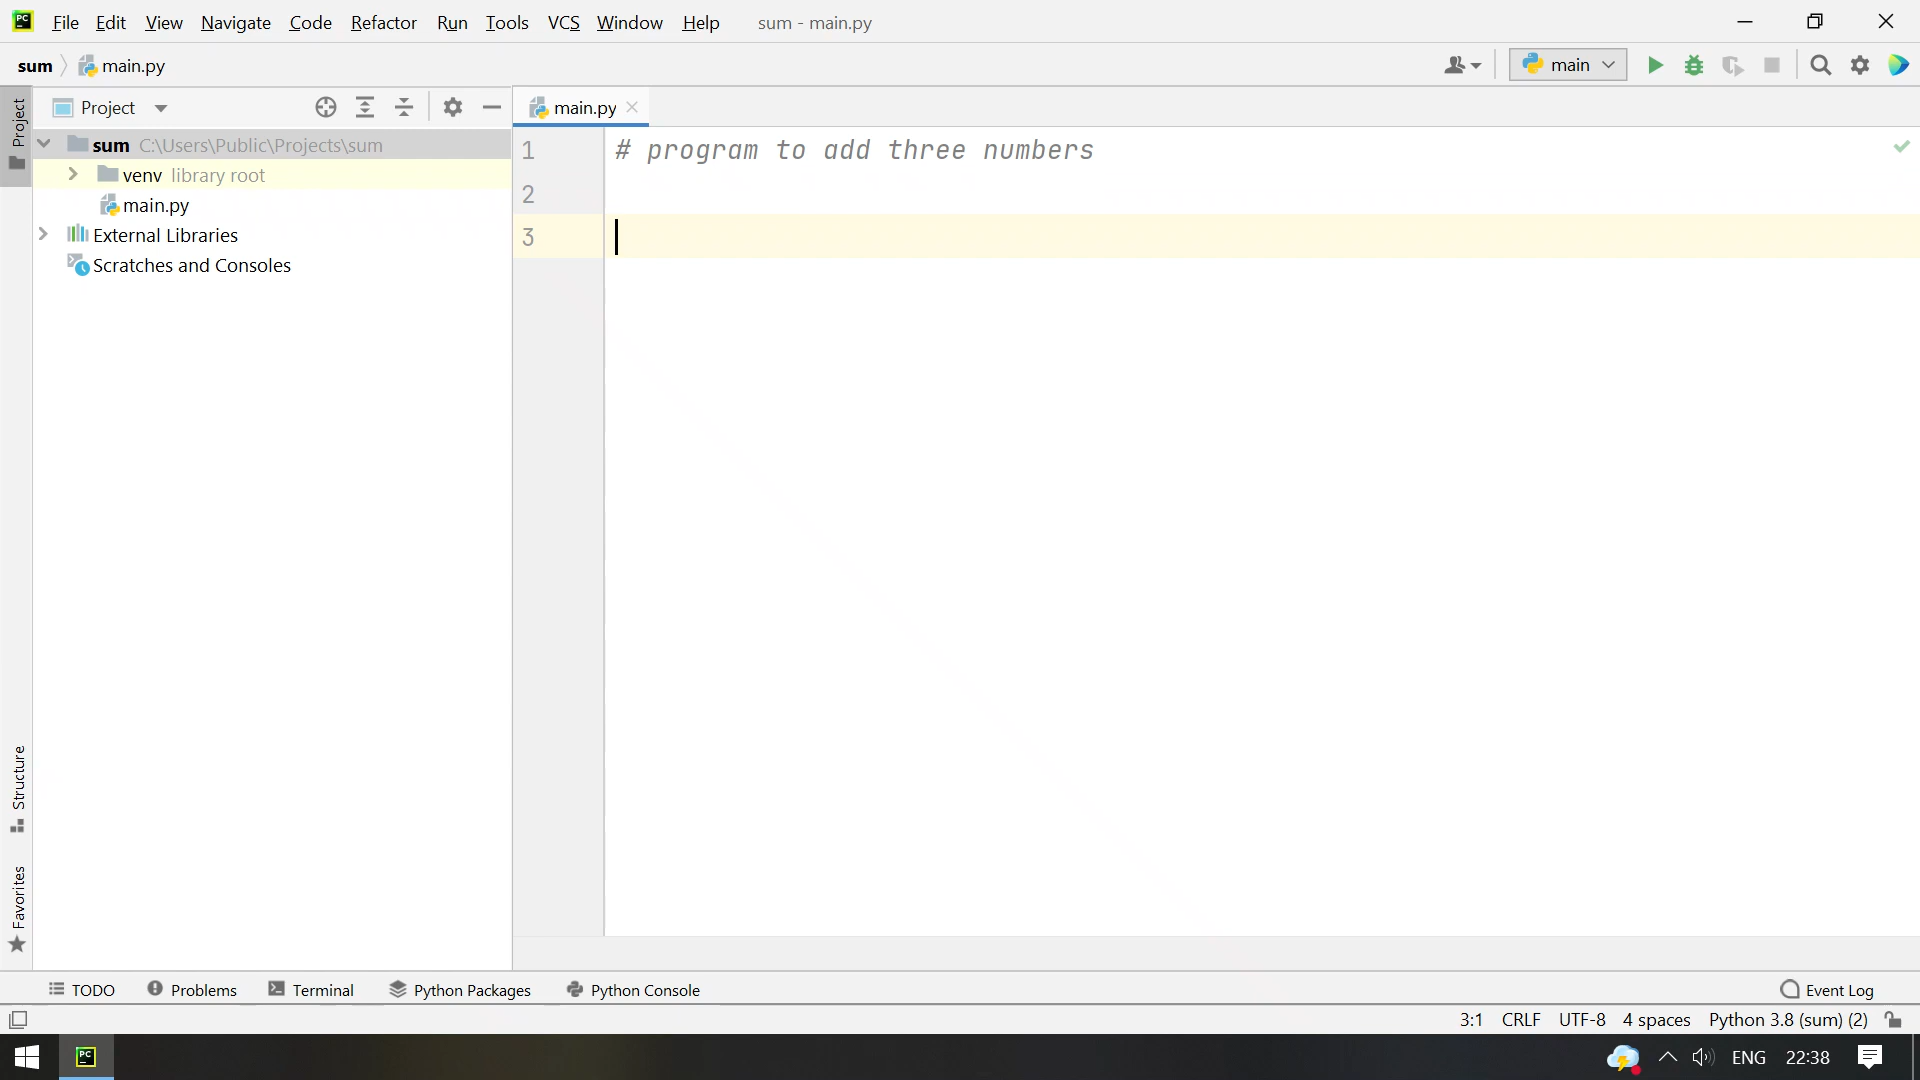 PC File Edit View Navigate Code Refactor Run Tools VCS Window Help sum - main.py
sum main.py main
Project Project main.py
sum C:\Users\Public\Projects\sum
venv library root
main.py
External Libraries
Scratches and Consoles
1 # program to add three numbers
2
3
Structure
Favorites
TODO Problems Terminal Python Packages Python Console Event Log
3:1 CRLF UTF-8 4 spaces Python 3.8 (sum) (2)
PC ENG 22:38